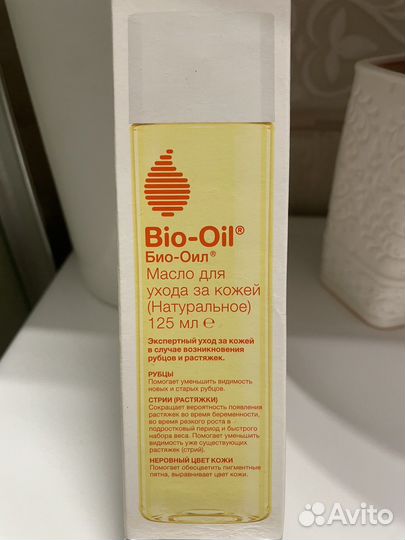 Bio-Oil®
Био-Оил®
Масло для
ухода за кожей
(Натуральное)
125 мл ℮
Экспертный уход за кожей
в случае возникновения
рубцов и растяжек.
РУБЦЫ
Помогает уменьшить видимость
новых и старых рубцов.
СТРИИ (РАСТЯЖКИ)
Сокращает вероятность появления
растяжек во время беременности,
во время резкого роста в
подростковый период и быстрого
набора веса. Помогает уменьшить
видимость уже существующих
растяжек (стрий).
НЕРОВНЫЙ ЦВЕТ КОЖИ
Помогает обесцветить пигментные
пятна, выравнивает цвет кожи.
Avito